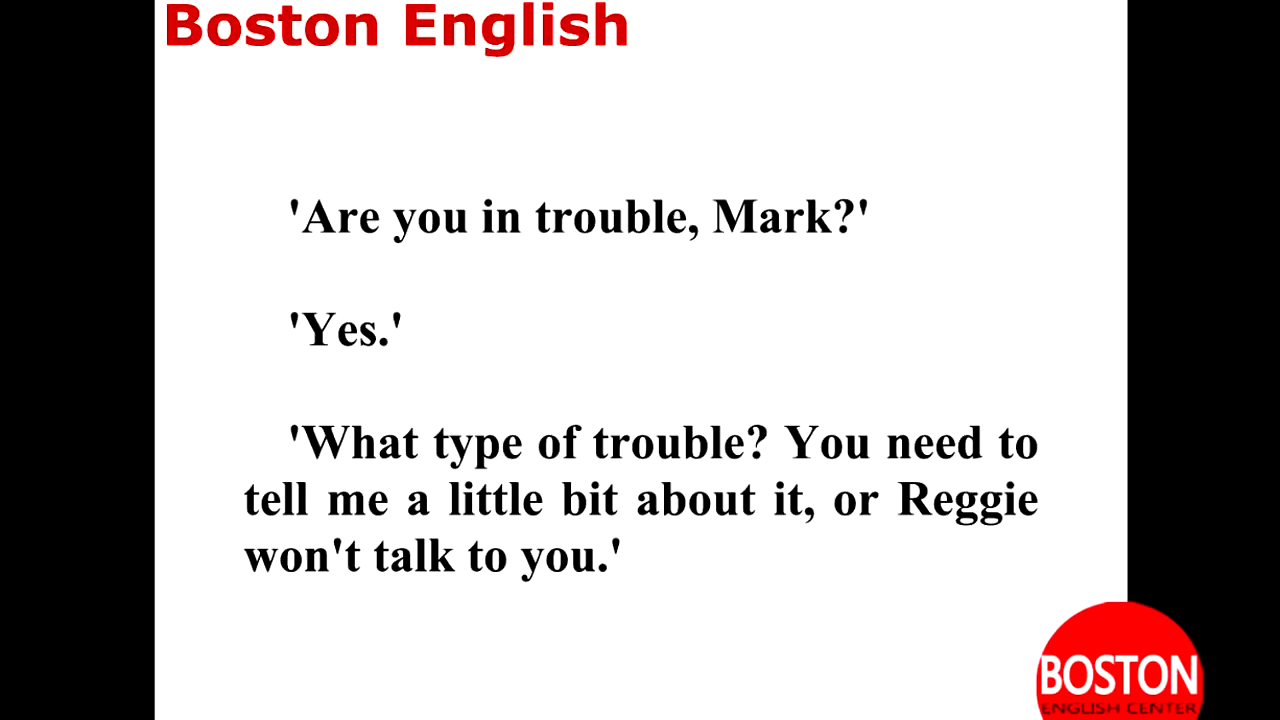 Boston English
'Are you in trouble, Mark?'
'Yes.'
'What type of trouble? You need to
tell me a little bit about it, or Reggie
won't talk to you.'
BOSTON
ENGLISH CENTER